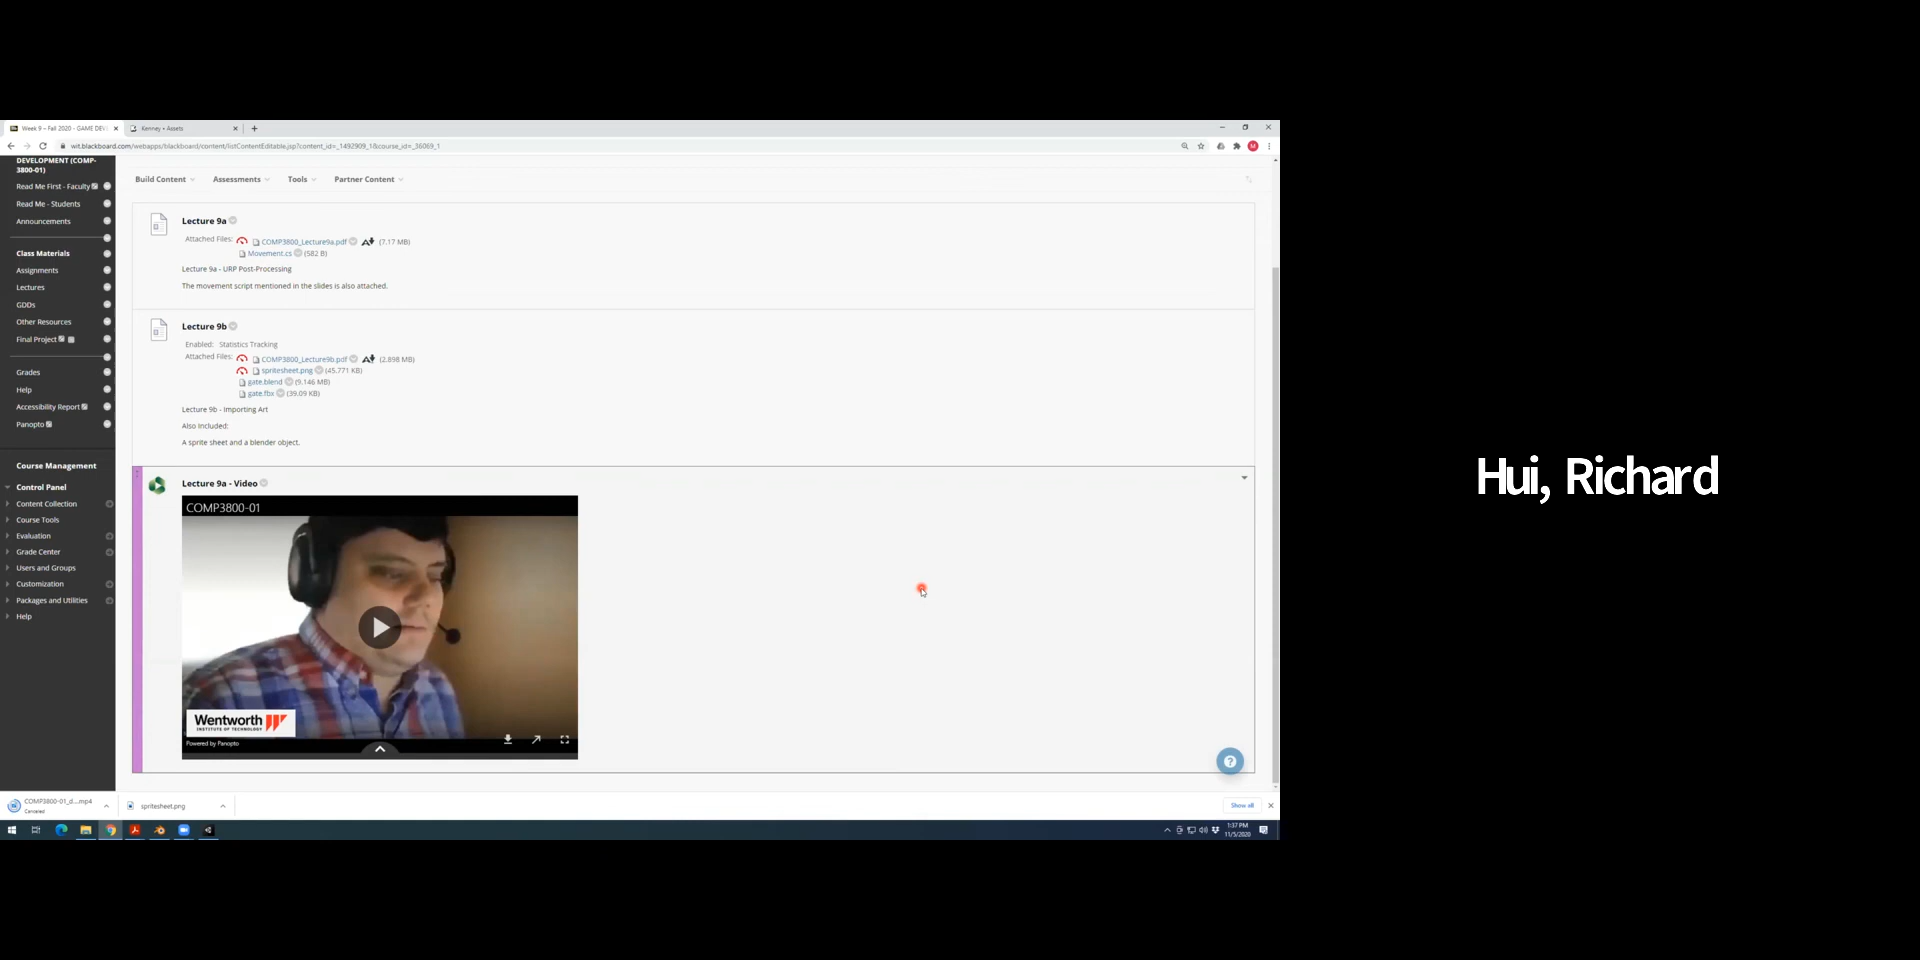 Week 9 – Fall 2020 - GAME DEV
Kenney • Assets
wit.blackboard.com/webapps/blackboard/content/listContentEditable.jsp?content_id=_1492909_1&course_id=_36069_1
M
DEVELOPMENT (COMP-
3800-01)
Read Me First - Faculty
Read Me - Students
Announcements
Class Materials
Assignments
Lectures
GDDs
Other Resources
Final Project
Grades
Help
Accessibility Report
Panopto
Course Management
Control Panel
Content Collection
Course Tools
Evaluation
Grade Center
Users and Groups
Customization
Packages and Utilities
Help
Build Content
Assessments
Tools
Partner Content
Lecture 9a
Attached Files: COMP3800_Lecture9a.pdf (7.17 MB)
Movement.cs (582 B)
Lecture 9a - URP Post-Processing
The movement script mentioned in the slides is also attached.
Lecture 9b
Enabled: Statistics Tracking
Attached Files: COMP3800_Lecture9b.pdf (2.898 MB)
spritesheet.png (45.771 KB)
gate.blend (9.146 MB)
gate.fbx (39.09 KB)
Lecture 9b - Importing Art
Also Included:
A sprite sheet and a blender object.
Lecture 9a - Video
COMP3800-01
Wentworth
INSTITUTE OF TECHNOLOGY
Powered by Panopto
COMP3800-01_d....mp4
Canceled
spritesheet.png
Show all
1:37 PM
11/5/2020
Hui, Richard